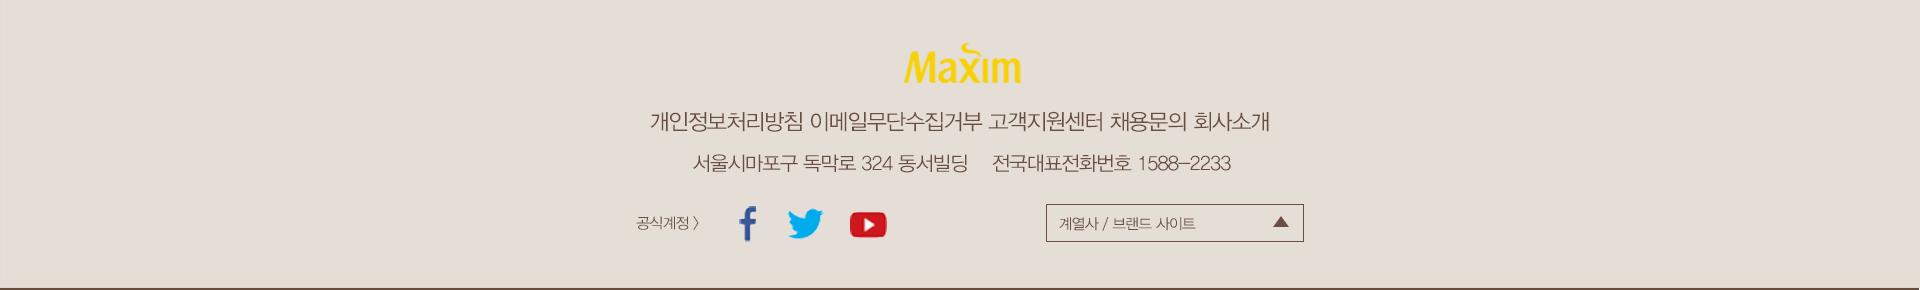 Maxim
개인정보처리방침 이메일무단수집거부 고객지원센터 채용문의 회사소개
서울시마포구 독막로 324 동서빌딩 전국대표전화번호 1588-2233
공식계정 > 계열사 / 브랜드 사이트